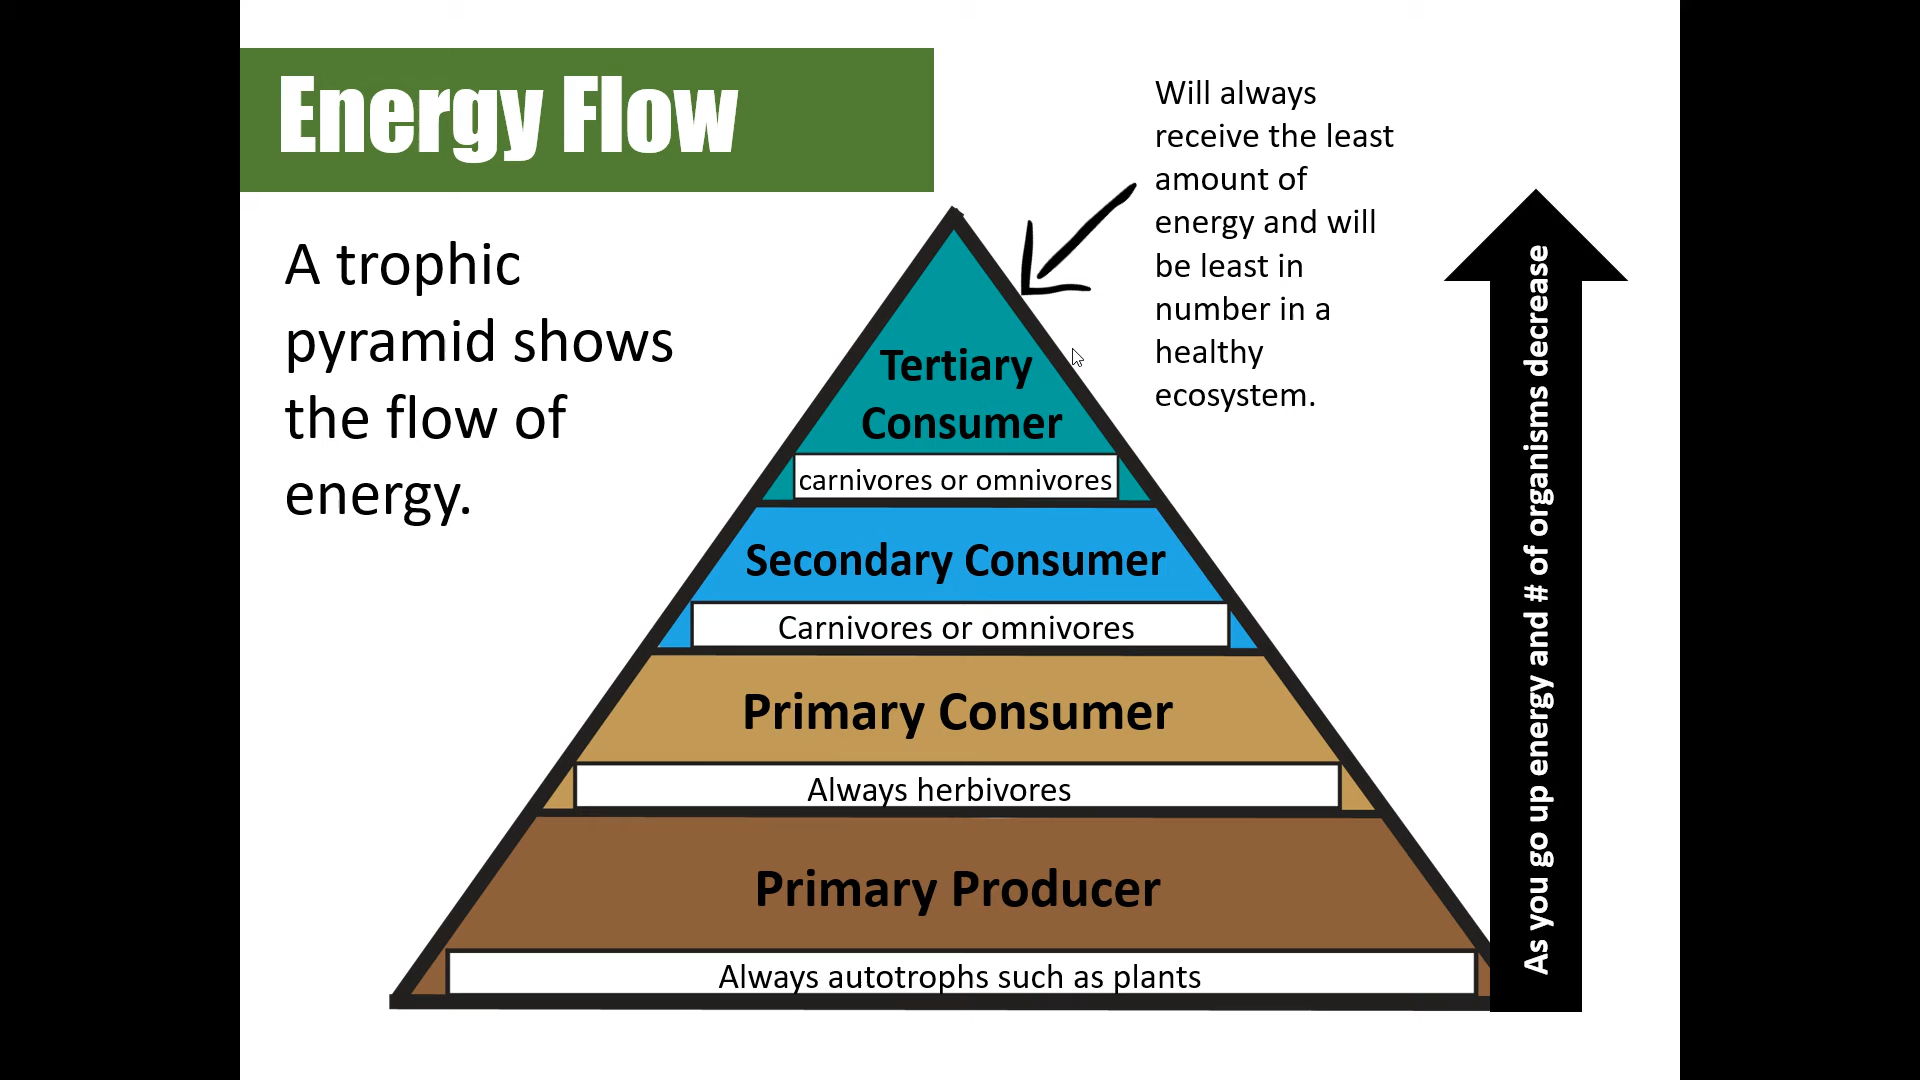 Energy Flow
A trophic
pyramid shows
the flow of
energy.
Will always
receive the least
amount of
energy and will
be least in
number in a
healthy
ecosystem.
Tertiary
Consumer
carnivores or omnivores
Secondary Consumer
Carnivores or omnivores
Primary Consumer
Always herbivores
Primary Producer
Always autotrophs such as plants
As you go up energy and # of organisms decrease